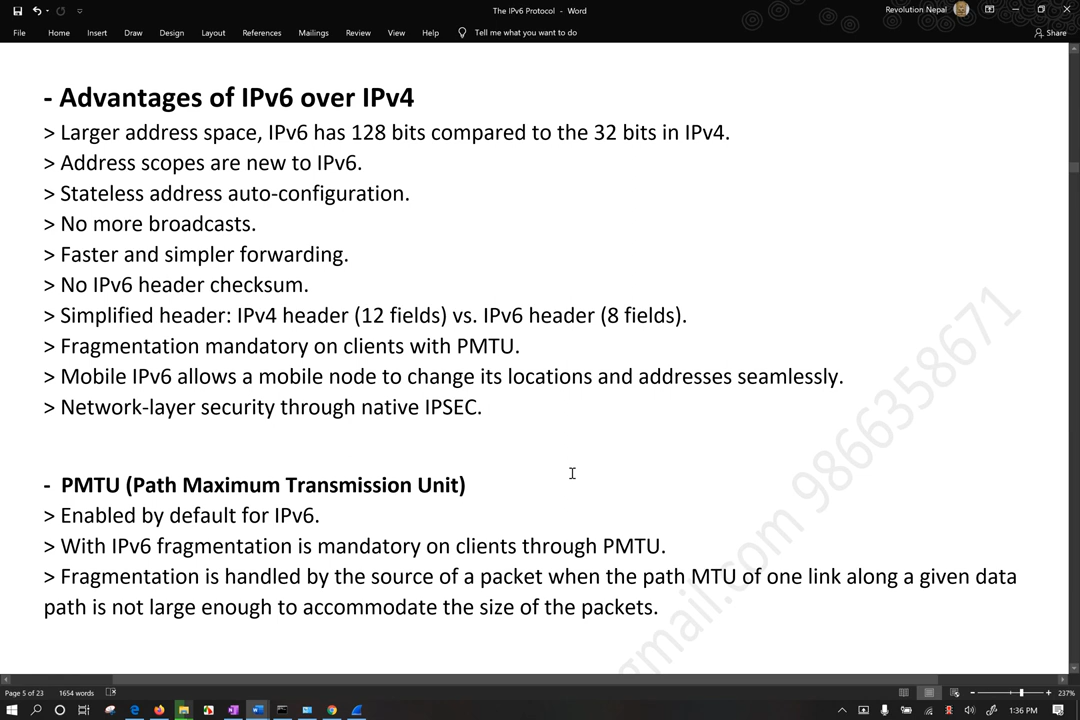 The IPv6 Protocol - Word
Revolution Nepal
File Home Insert Draw Design Layout References Mailings Review View Help Tell me what you want to do Share
- Advantages of IPv6 over IPv4
> Larger address space, IPv6 has 128 bits compared to the 32 bits in IPv4.
> Address scopes are new to IPv6.
> Stateless address auto-configuration.
> No more broadcasts.
> Faster and simpler forwarding.
> No IPv6 header checksum.
> Simplified header: IPv4 header (12 fields) vs. IPv6 header (8 fields).
> Fragmentation mandatory on clients with PMTU.
> Mobile IPv6 allows a mobile node to change its locations and addresses seamlessly.
> Network-layer security through native IPSEC.
- PMTU (Path Maximum Transmission Unit)
> Enabled by default for IPv6.
> With IPv6 fragmentation is mandatory on clients through PMTU.
> Fragmentation is handled by the source of a packet when the path MTU of one link along a given data
path is not large enough to accommodate the size of the packets.
gmail.com 9866358671
Page 5 of 23 1654 words 237%
1:36 PM